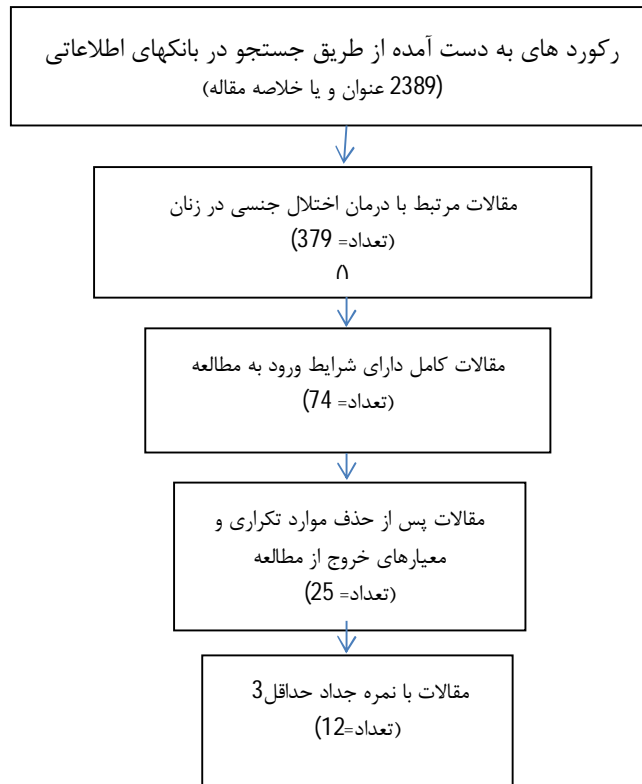 رکورد های به دست آمده از طریق جستجو در بانکهای اطلاعاتی
(2389 عنوان و یا خلاصه مقاله)
مقالات مرتبط با درمان اختلال جنسی در زنان
(تعداد= 379)
مقالات کامل دارای شرایط ورود به مطالعه
(تعداد= 74)
مقالات پس از حذف موارد تکراری و
معیارهای خروج از مطالعه
(تعداد= 25)
مقالات با نمره جداد حداقل3
(تعداد=12)